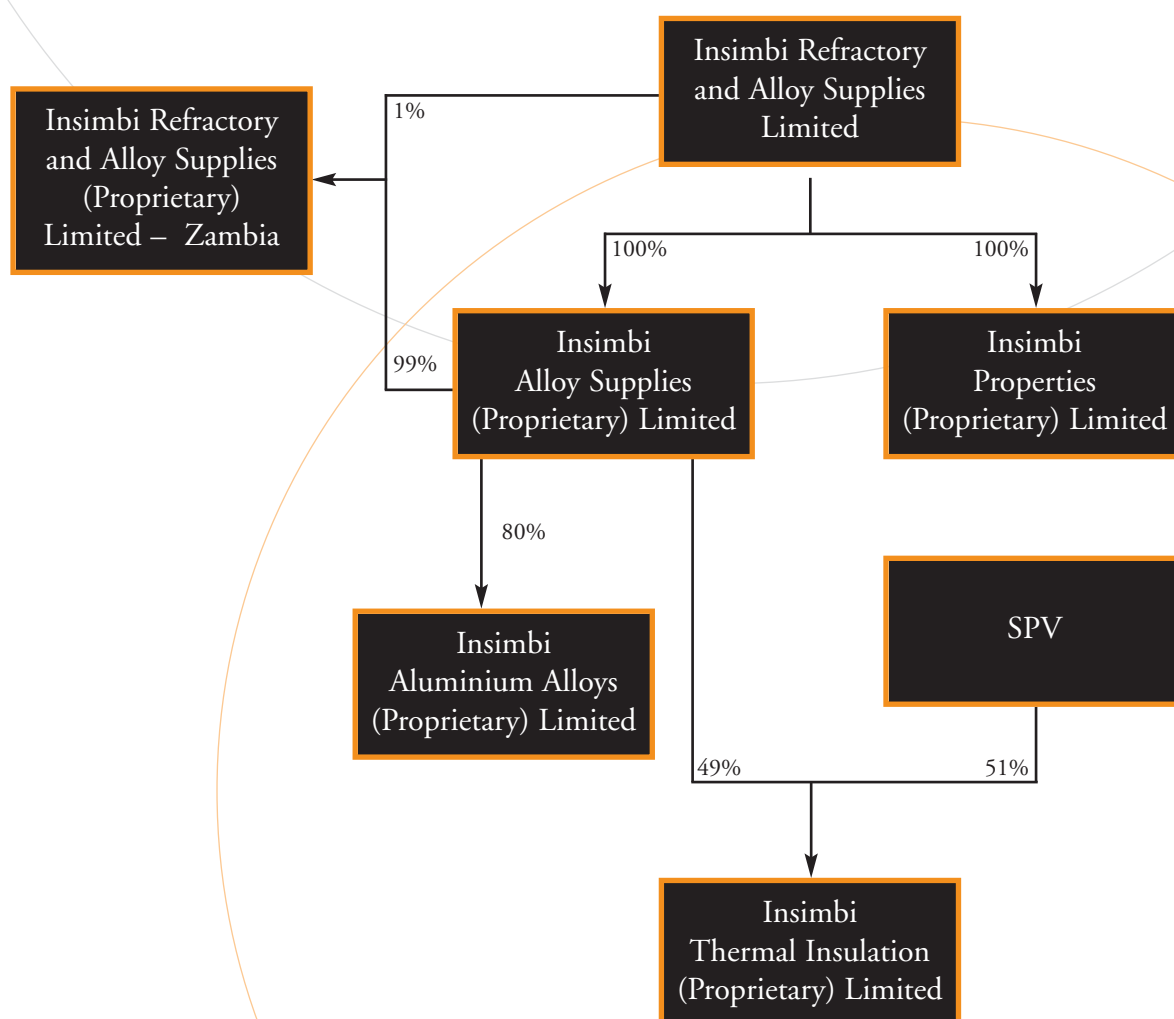 Insimbi Refractory
and Alloy Supplies
Limited
1%
Insimbi Refractory
and Alloy Supplies
(Proprietary)
Limited – Zambia
100%
100%
99%
Insimbi
Alloy Supplies
(Proprietary) Limited
Insimbi
Properties
(Proprietary) Limited
80%
SPV
Insimbi
Aluminium Alloys
(Proprietary) Limited
49%
51%
Insimbi
Thermal Insulation
(Proprietary) Limited